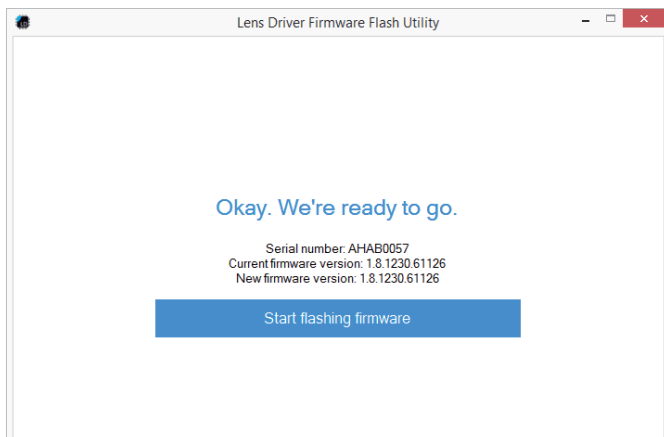 Lens Driver Firmware Flash Utility
Okay. We're ready to go.
Serial number: AHAB0057
Current firmware version: 1.8.1230.61126
New firmware version: 1.8.1230.61126
Start flashing firmware